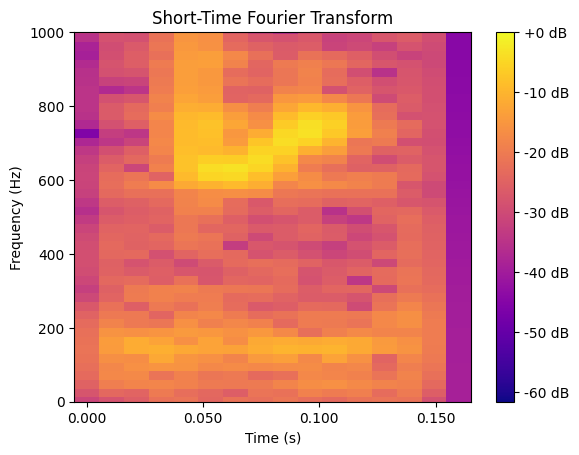 Short-Time Fourier Transform
1000
800
600
400
200
0
Frequency (Hz)
0.000
0.050
0.100
0.150
Time (s)
+0 dB
-10 dB
-20 dB
-30 dB
-40 dB
-50 dB
-60 dB